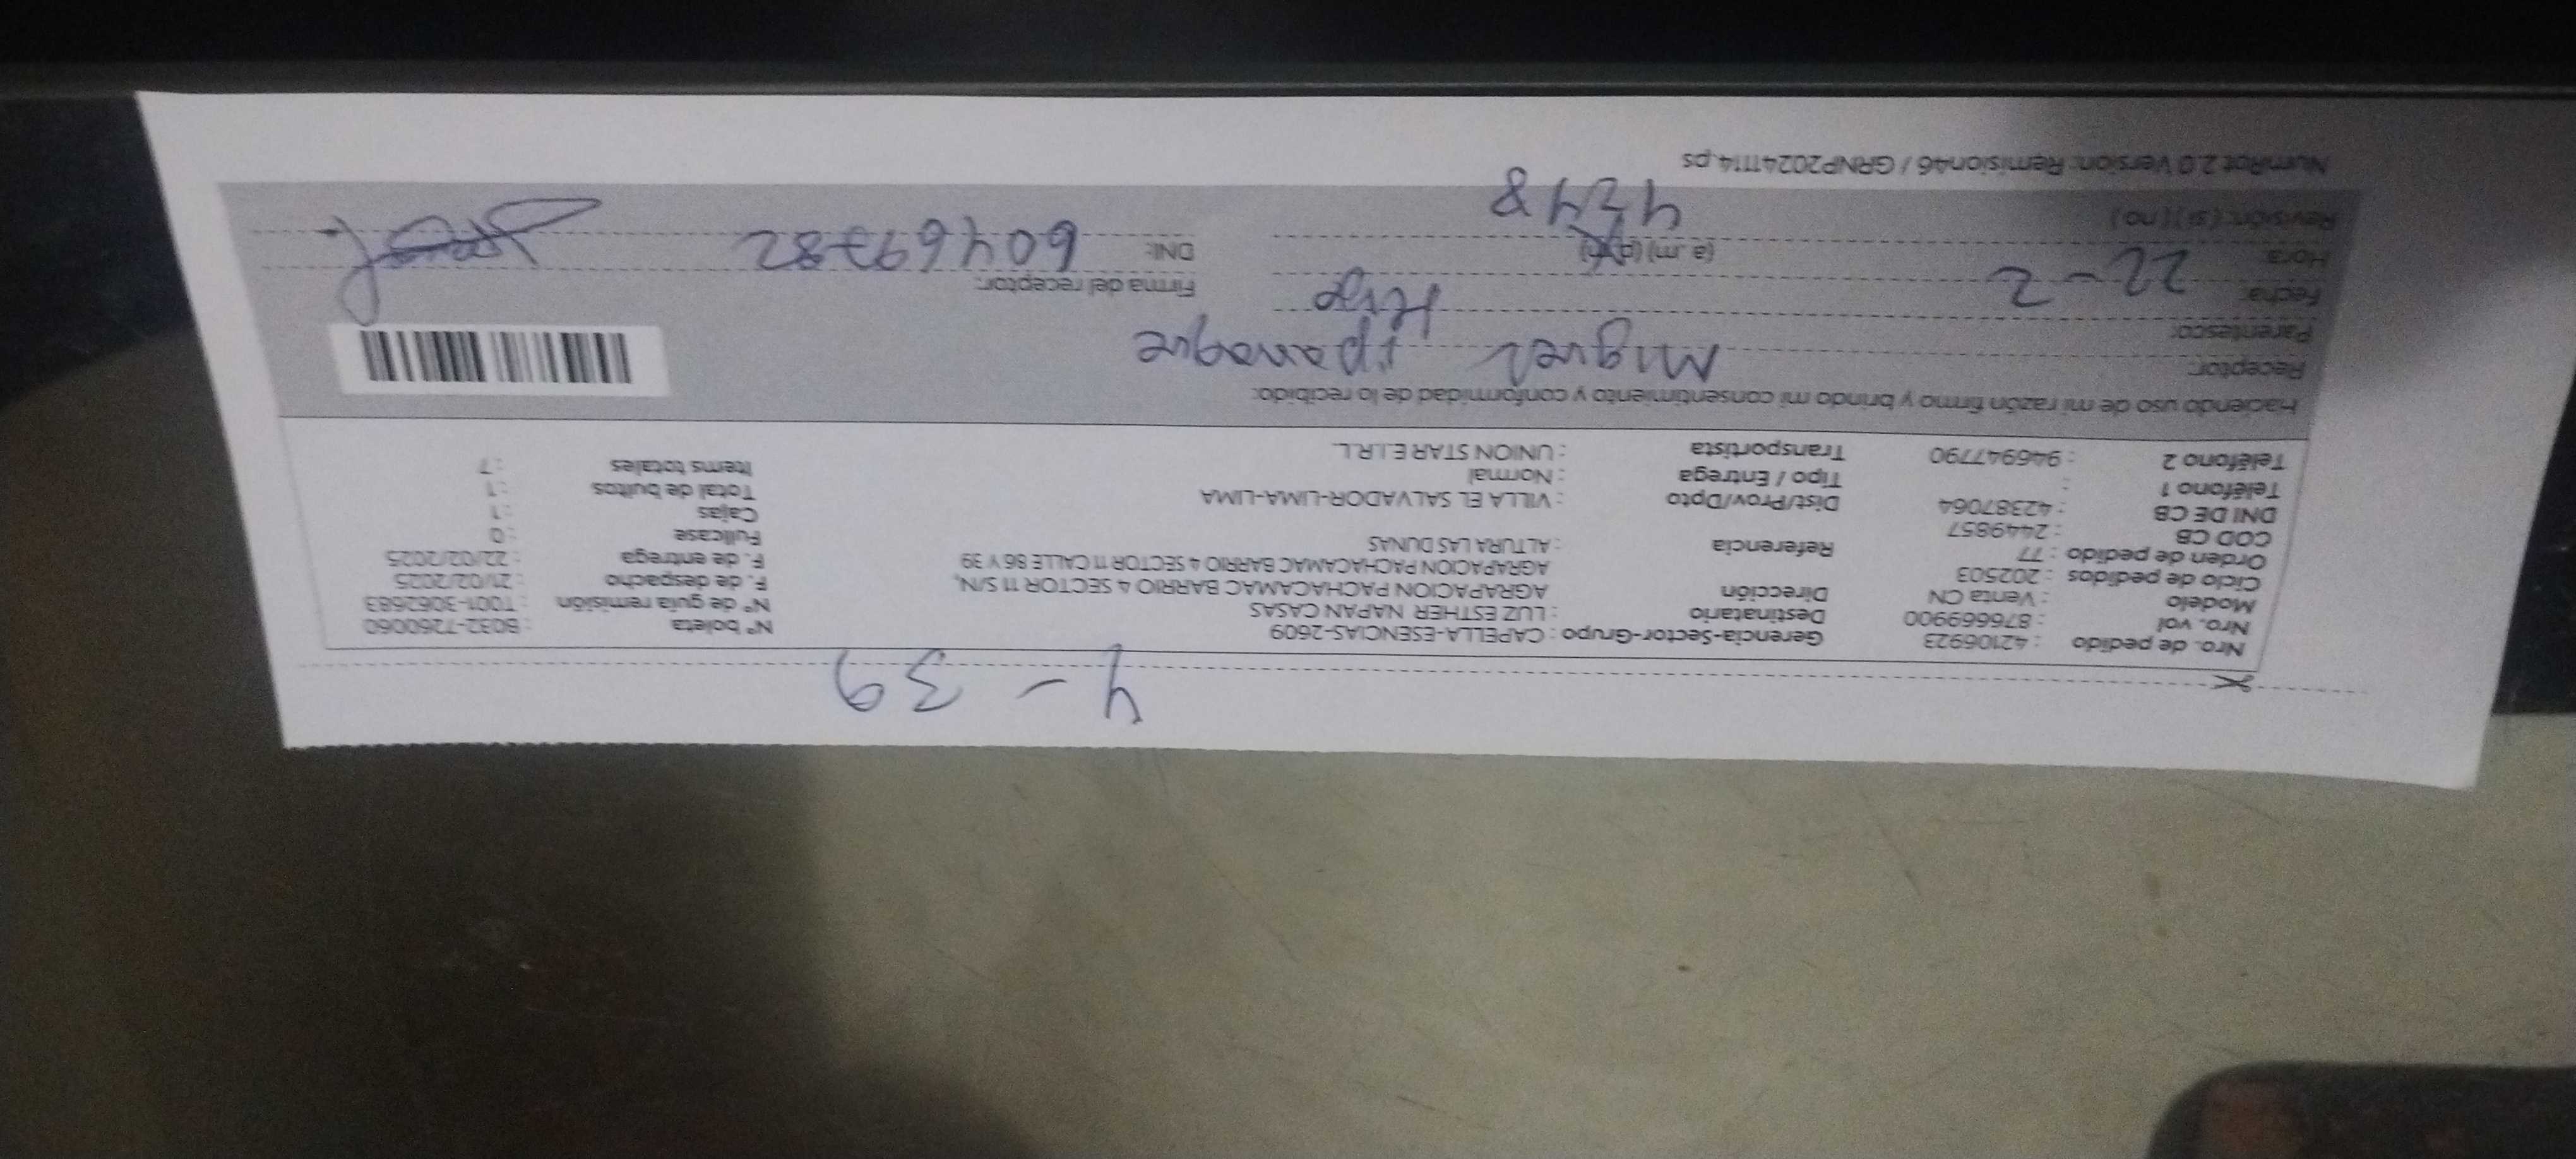 4-39
Nro. de pedido : 42106923 Gerencia-Sector-Grupo : CAPELLA-ESENCIAS-2609 N° boleta : B032-7260060
Nro. vol : 876669900 Destinatario : LUZ ESTHER NAPAN CASAS N° de guía remisión : T001-3062683
Modelo : Venta CN Dirección AGRAPACION PACHACAMAC BARRIO 4 SECTOR 11 S/N, F. de despacho : 21/02/2025
Ciclo de pedidos : 202503 AGRAPACION PACHACAMAC BARRIO 4 SECTOR 11 CALLE 86 Y 39 F. de entrega : 22/02/2025
Orden de pedido : 77 Referencia : ALTURA LAS DUNAS Fullcase : 0
COD CB : 2449857 Cajas : 1
DNI DE CB : 42387064 Dist/Prov/Dpto : VILLA EL SALVADOR-LIMA-LIMA Total de bultos : 1
Teléfono 1 : Tipo / Entrega : Normal Items totales : 7
Teléfono 2 : 946947790 Transportista : UNION STAR E.I.R.L.
Haciendo uso de mi razón firmo y brindo mi consentimiento y conformidad de lo recibido:
Receptor: Miguel ipanaque
Parentesco:
Fecha: 22-2 Firma del receptor:
Hora: (a .m) (p.m) DNI: 60469782
Revisión: ( si ) ( no )
NumRot 2.0 Version: Remision46 / GRNP20241114.ps